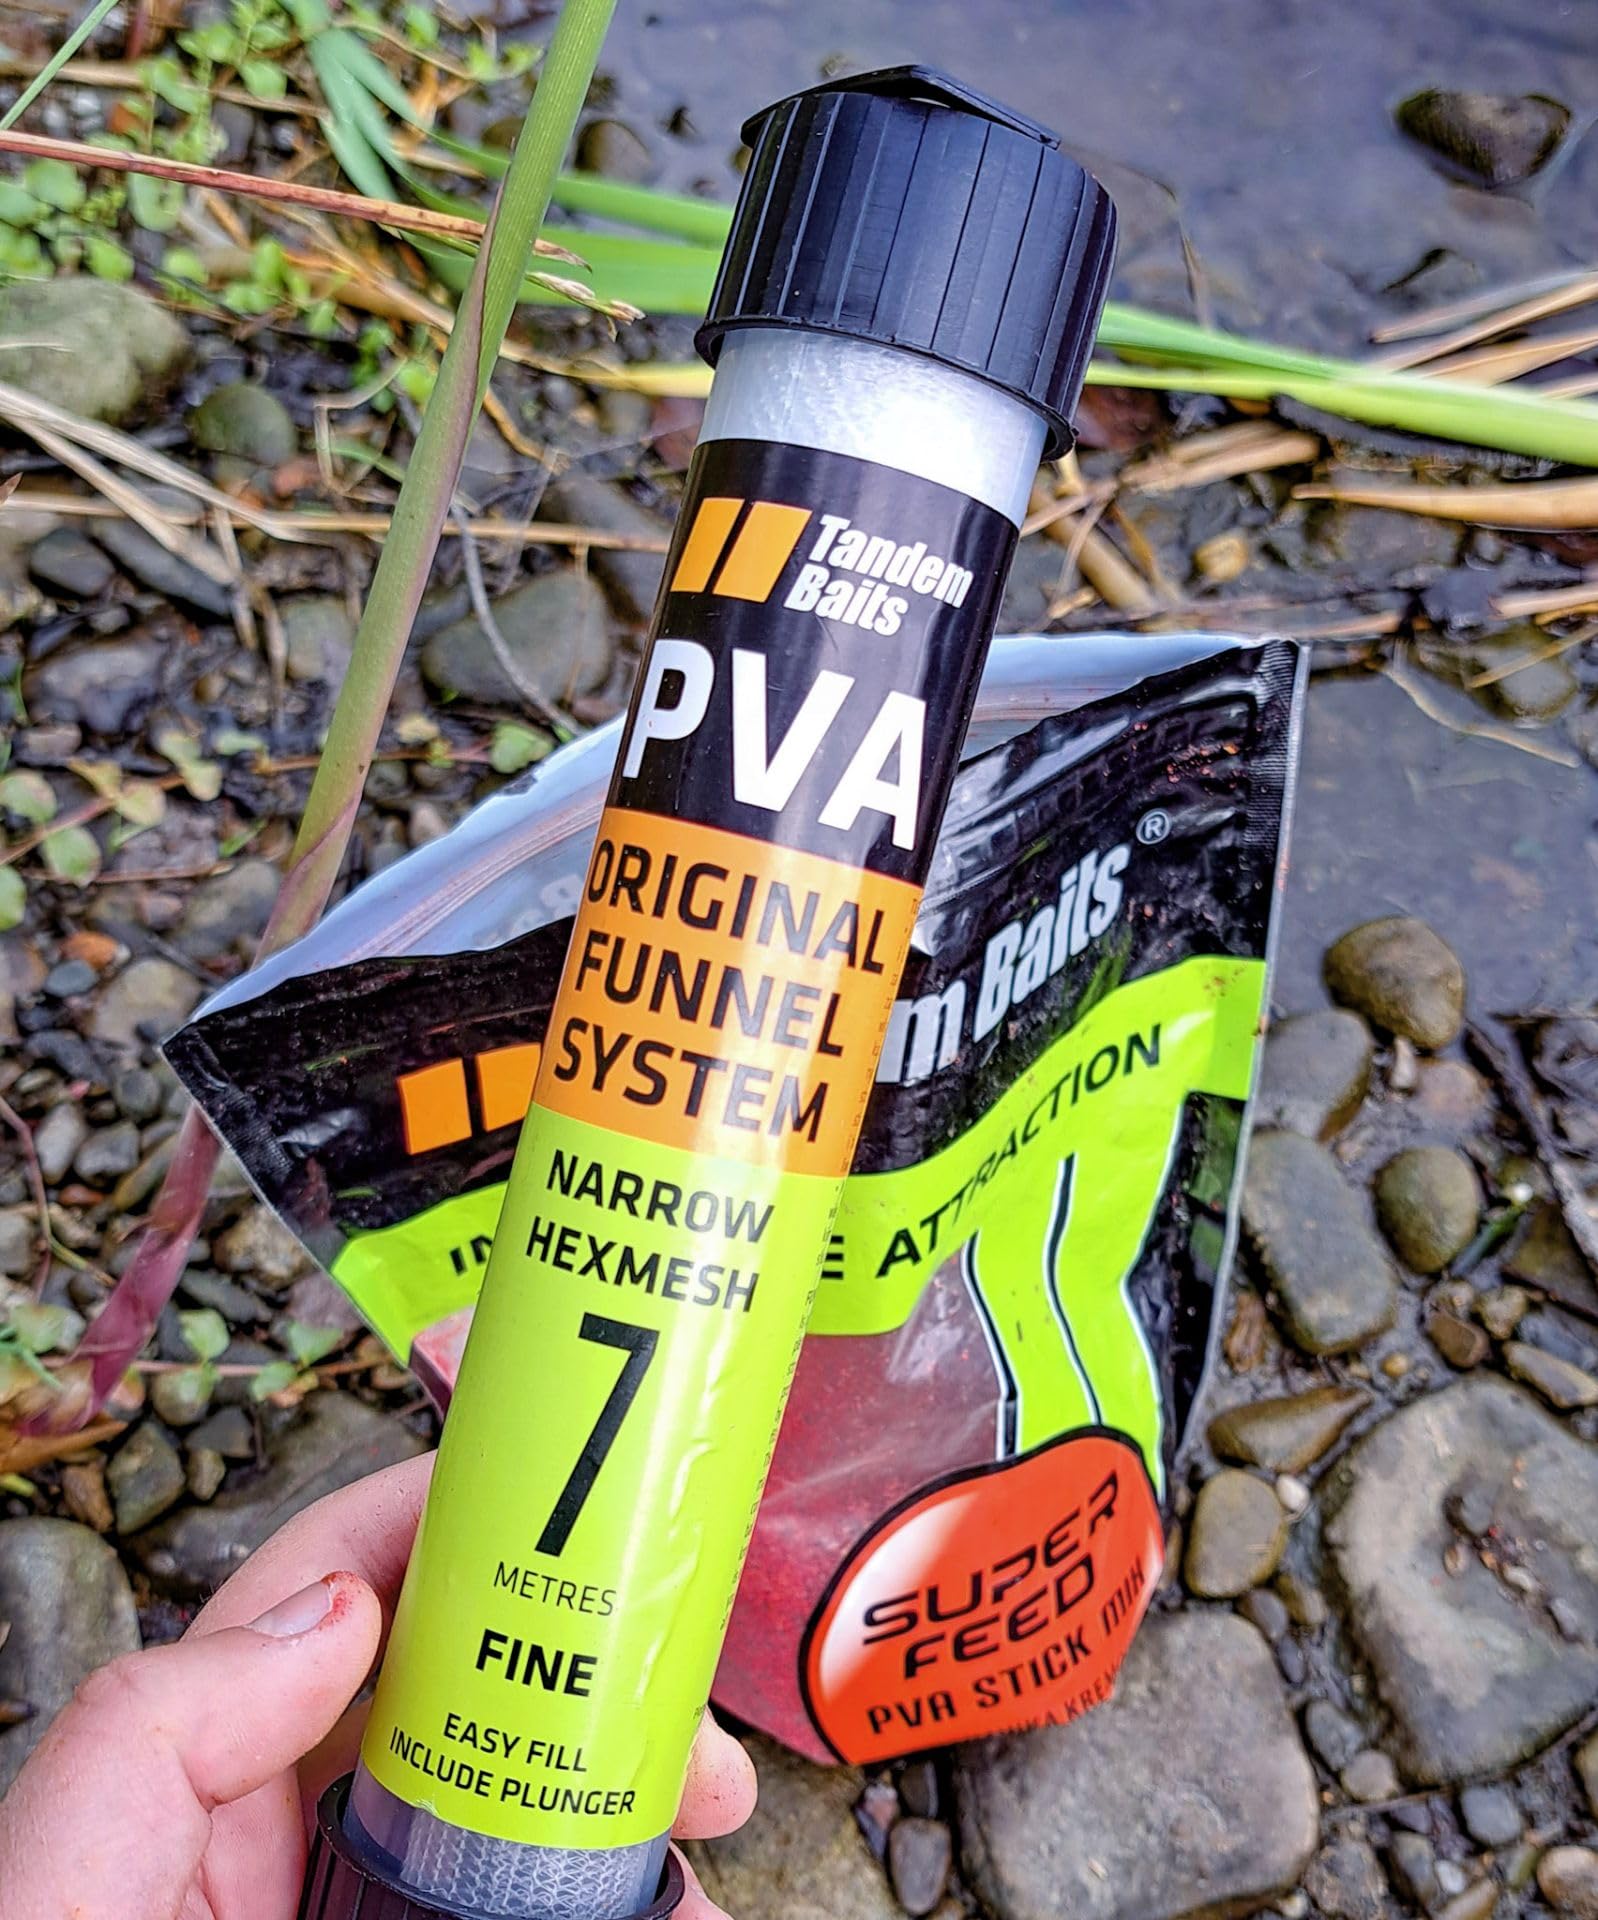 Tandem
Baits
PVA
ORIGINAL
FUNNEL
SYSTEM
NARROW
HEXMESH
7
METRES
FINE
EASY FILL
INCLUDE PLUNGER
m Baits®
ATTRACTION
SUPER
FEED
PVA STICK MIX